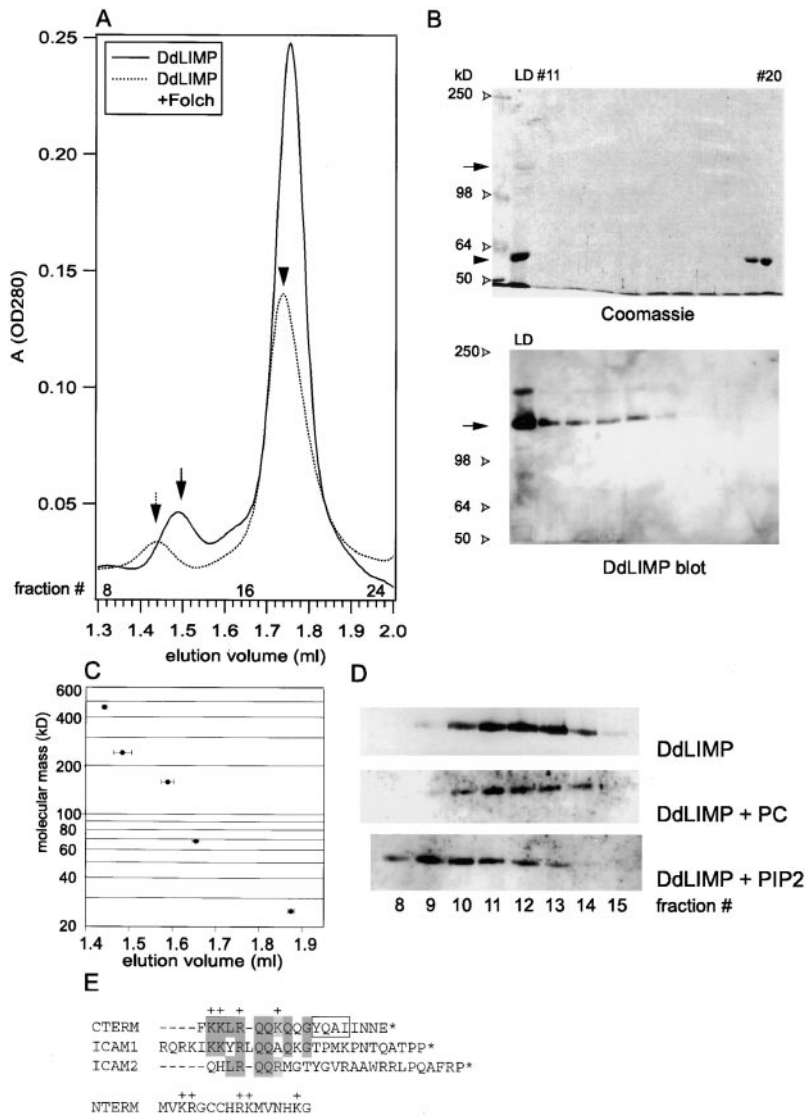 A
0.25
0.20
0.15
0.10
0.05
A (OD280)
DdLIMP
DdLIMP
+Folch
fraction #
8
16
24
1.3 1.4 1.5 1.6 1.7 1.8 1.9 2.0
elution volume (ml)
B
kD LD #11 #20
250
98
64
50
Coomassie
LD
250
98
64
50
DdLIMP blot
C
600
400
200
100
80
60
40
20
molecular mass (kD)
1.4 1.5 1.6 1.7 1.8 1.9
elution volume (ml)
D
DdLIMP
DdLIMP + PC
DdLIMP + PIP2
8 9 10 11 12 13 14 15 fraction #
E
++ + +
CTERM -----FKKLR-QQKQQGYQAIINNE*
ICAM1 RQRKIKKYRLQQAQKGTPMKPNTQATPP*
ICAM2 -----QHLR-QQRMGTYGVRAAWRRLPQAFRP*
++ ++ +
NTERM MVKRGCCHRKMVNHKG